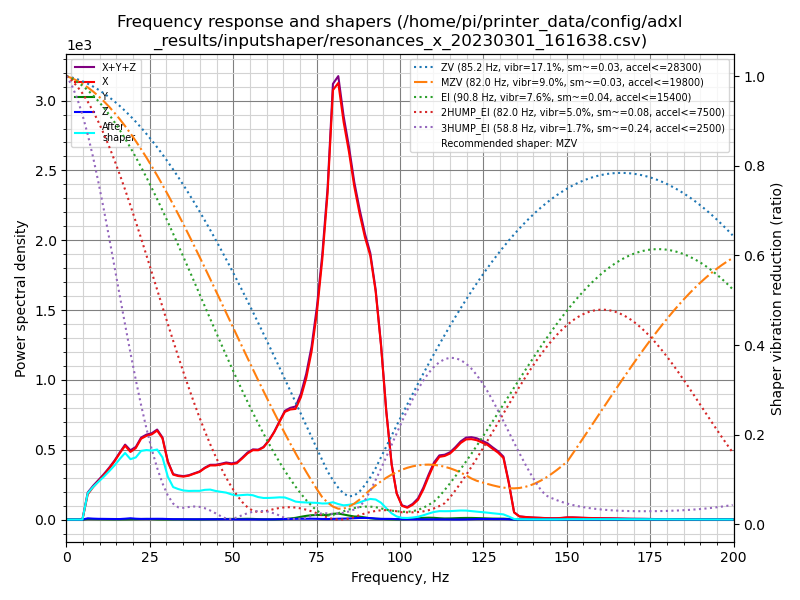 Frequency response and shapers (/home/pi/printer_data/config/adxl
_results/inputshaper/resonances_x_20230301_161638.csv)
1e3
X+Y+Z
X
Y
Z
After
shaper
ZV (85.2 Hz, vibr=17.1%, sm~=0.03, accel<=28300)
MZV (82.0 Hz, vibr=9.0%, sm~=0.03, accel<=19800)
EI (90.8 Hz, vibr=7.6%, sm~=0.04, accel<=15400)
2HUMP_EI (82.0 Hz, vibr=5.0%, sm~=0.08, accel<=7500)
3HUMP_EI (58.8 Hz, vibr=1.7%, sm~=0.24, accel<=2500)
Recommended shaper: MZV
Power spectral density
3.0
2.5
2.0
1.5
1.0
0.5
0.0
1.0
0.8
0.6
0.4
0.2
0.0
Shaper vibration reduction (ratio)
0 25 50 75 100 125 150 175 200
Frequency, Hz